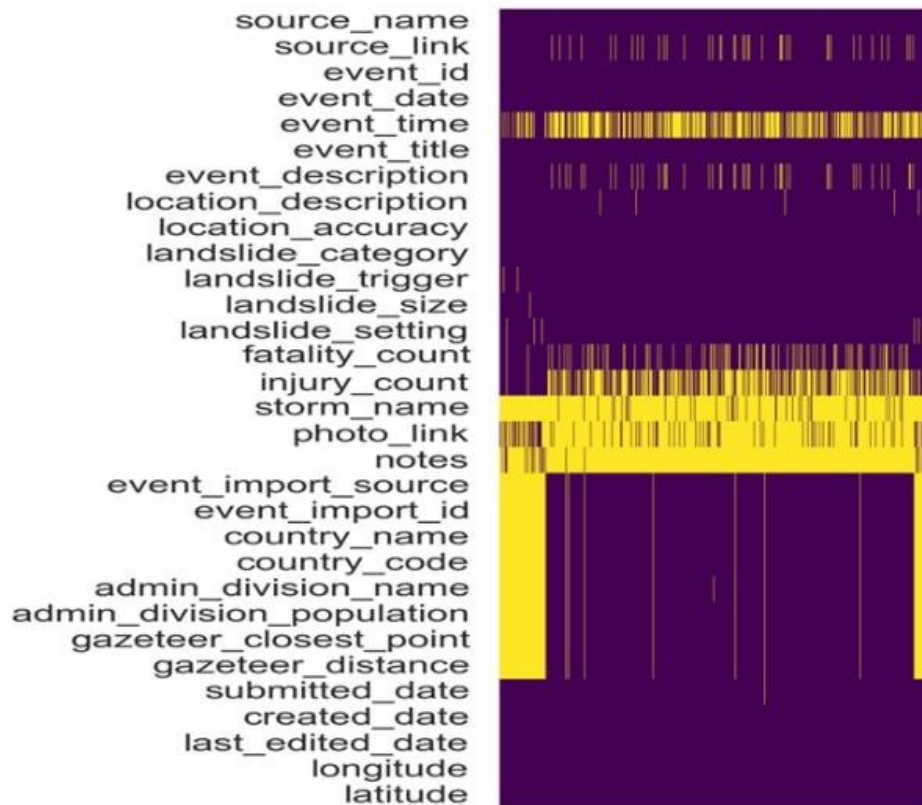 source_name
source_link
event_id
event_date
event_time
event_title
event_description
location_description
location_accuracy
landslide_category
landslide_trigger
landslide_size
landslide_setting
fatality_count
injury_count
storm_name
photo_link
notes
event_import_source
event_import_id
country_name
country_code
admin_division_name
admin_division_population
gazeteer_closest_point
gazeteer_distance
submitted_date
created_date
last_edited_date
longitude
latitude